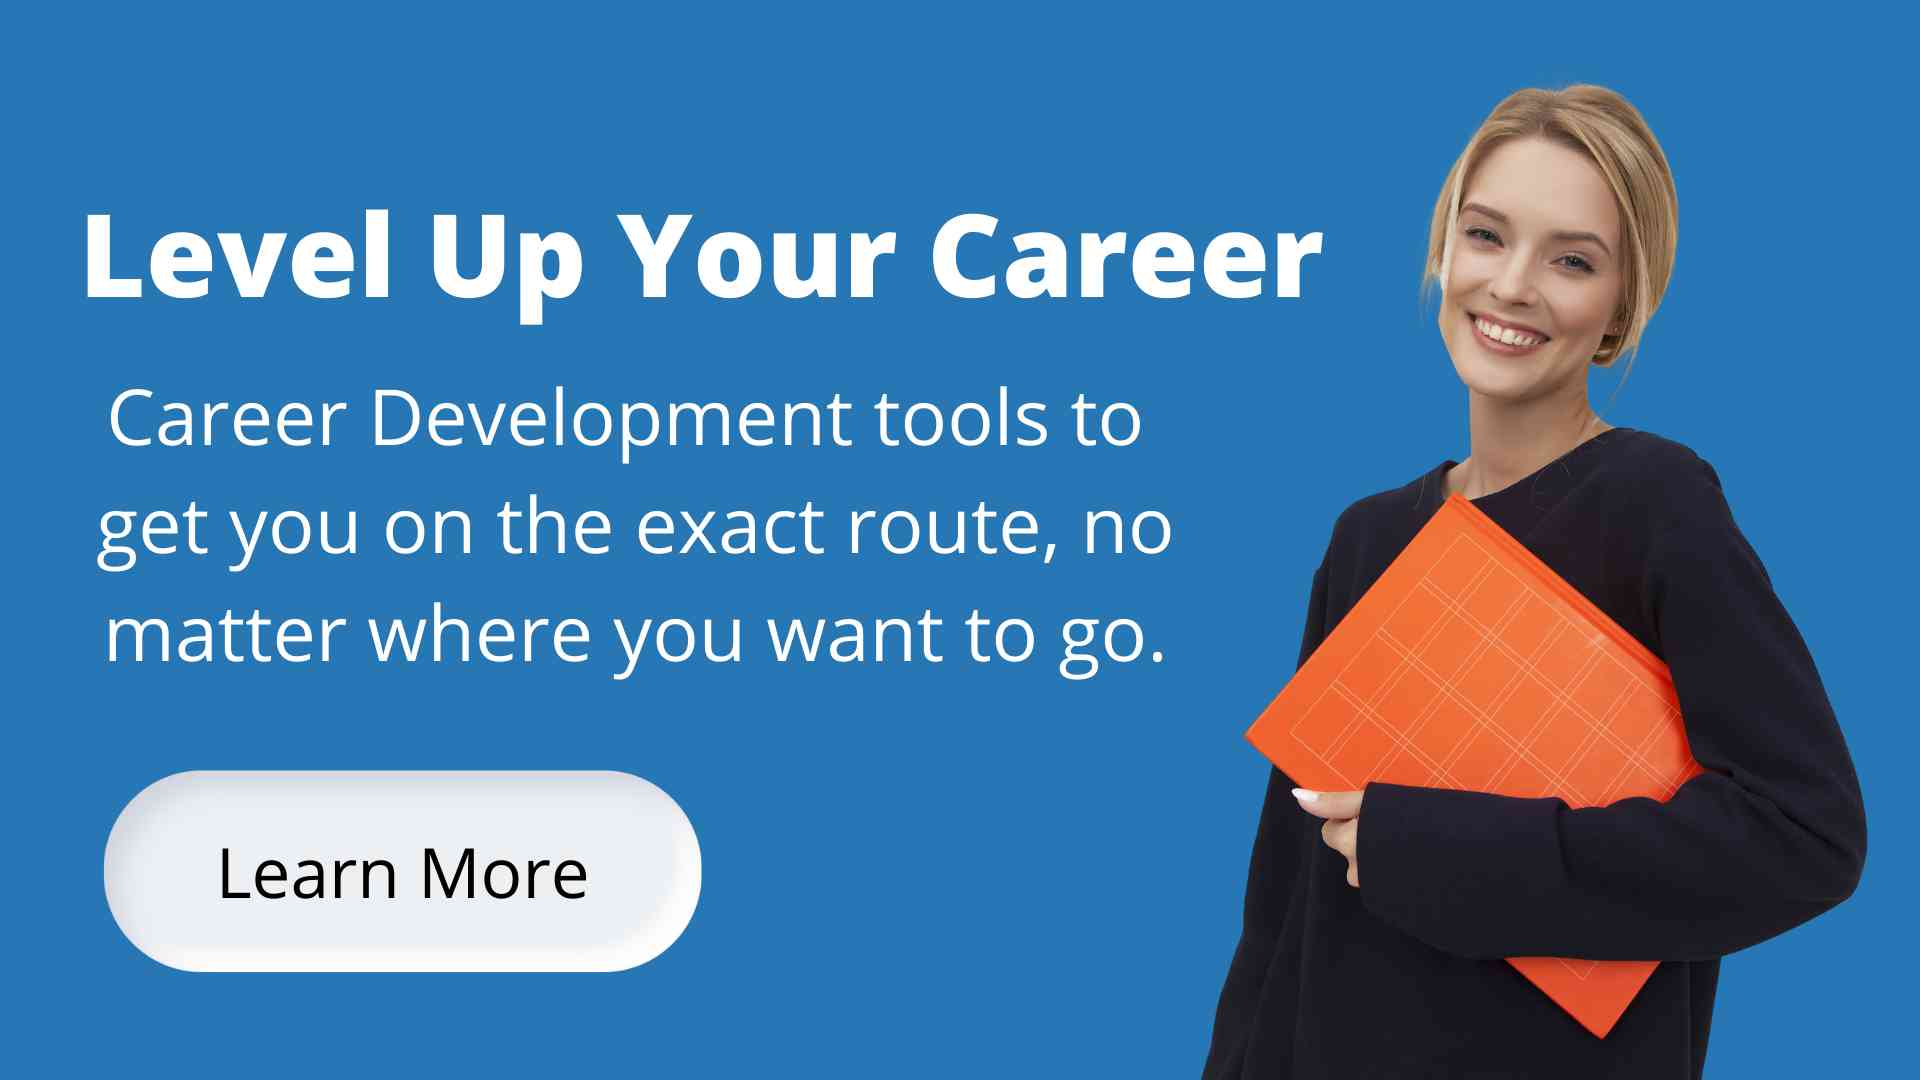 Level Up Your Career
Career Development tools to
get you on the exact route, no
matter where you want to go.
Learn More